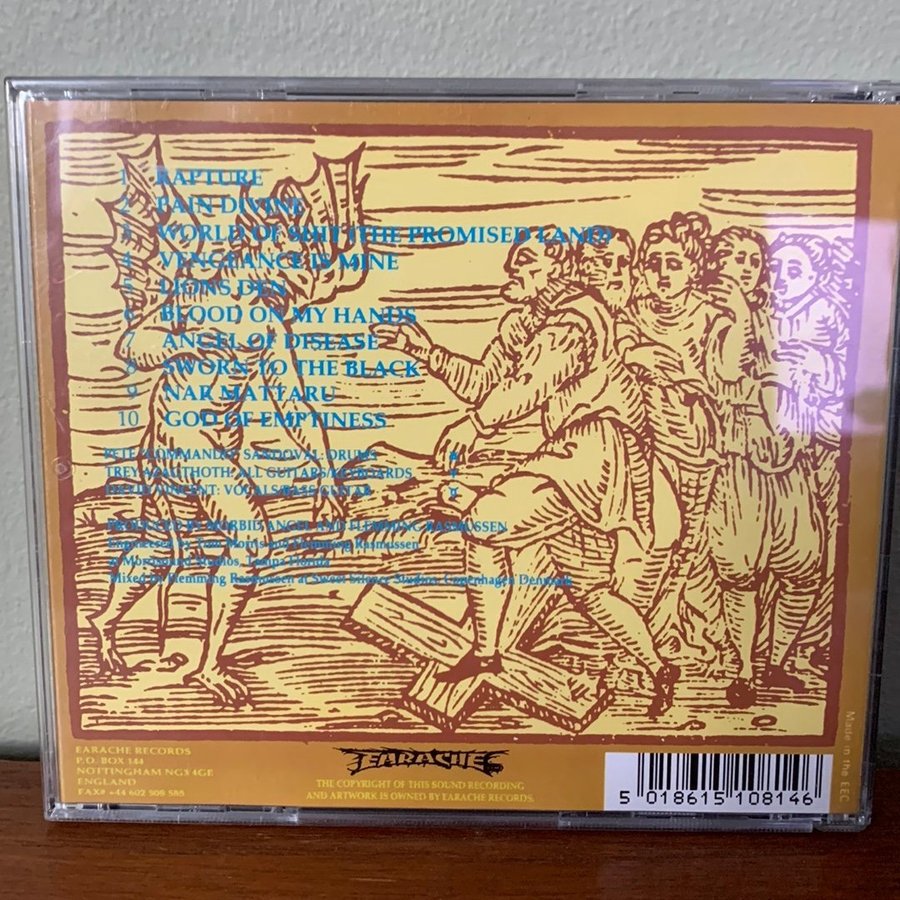 1 RAPTURE
2 PAIN DIVINE
3 WORLD OF SHIT (THE PROMISED LAND)
4 VENGEANCE IS MINE
5 LIONS DEN
6 BLOOD ON MY HANDS
7 ANGEL OF DISEASE
8 SWORN TO THE BLACK
9 NAR MATTARU
10 GOD OF EMPTINESS
PETE "COMMANDO" SANDOVAL: DRUMS
TREY AZAGTHOTH: ALL GUITARS/KEYBOARDS
DAVID VINCENT: VOCALS/BASS GUITAR
PRODUCED BY MORBID ANGEL AND FLEMMING RASMUSSEN
Engineered by Tom Morris and Flemming Rasmussen
at Morrisound Studios, Tampa Florida
Mixed by Flemming Rasmussen at Sweet Silence Studios, Copenhagen Denmark
EARACHE RECORDS
P.O. BOX 144
NOTTINGHAM NG3 4GE
ENGLAND
FAX# +44 602 508 585
EARACHE
THE COPYRIGHT OF THIS SOUND RECORDING
AND ARTWORK IS OWNED BY EARACHE RECORDS.
5 018615 108146
Made in the EEC